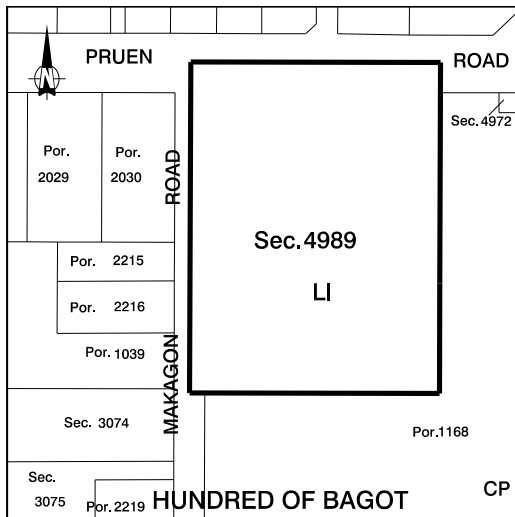 PRUEN
ROAD
N
Sec. 4972
Por.
2029
Por.
2030
ROAD
Sec. 4989
LI
Por. 2215
Por. 2216
Por. 1039
MAKAGON
Sec. 3074
Por. 1168
Sec.
3075
Por. 2219
HUNDRED OF BAGOT
CP